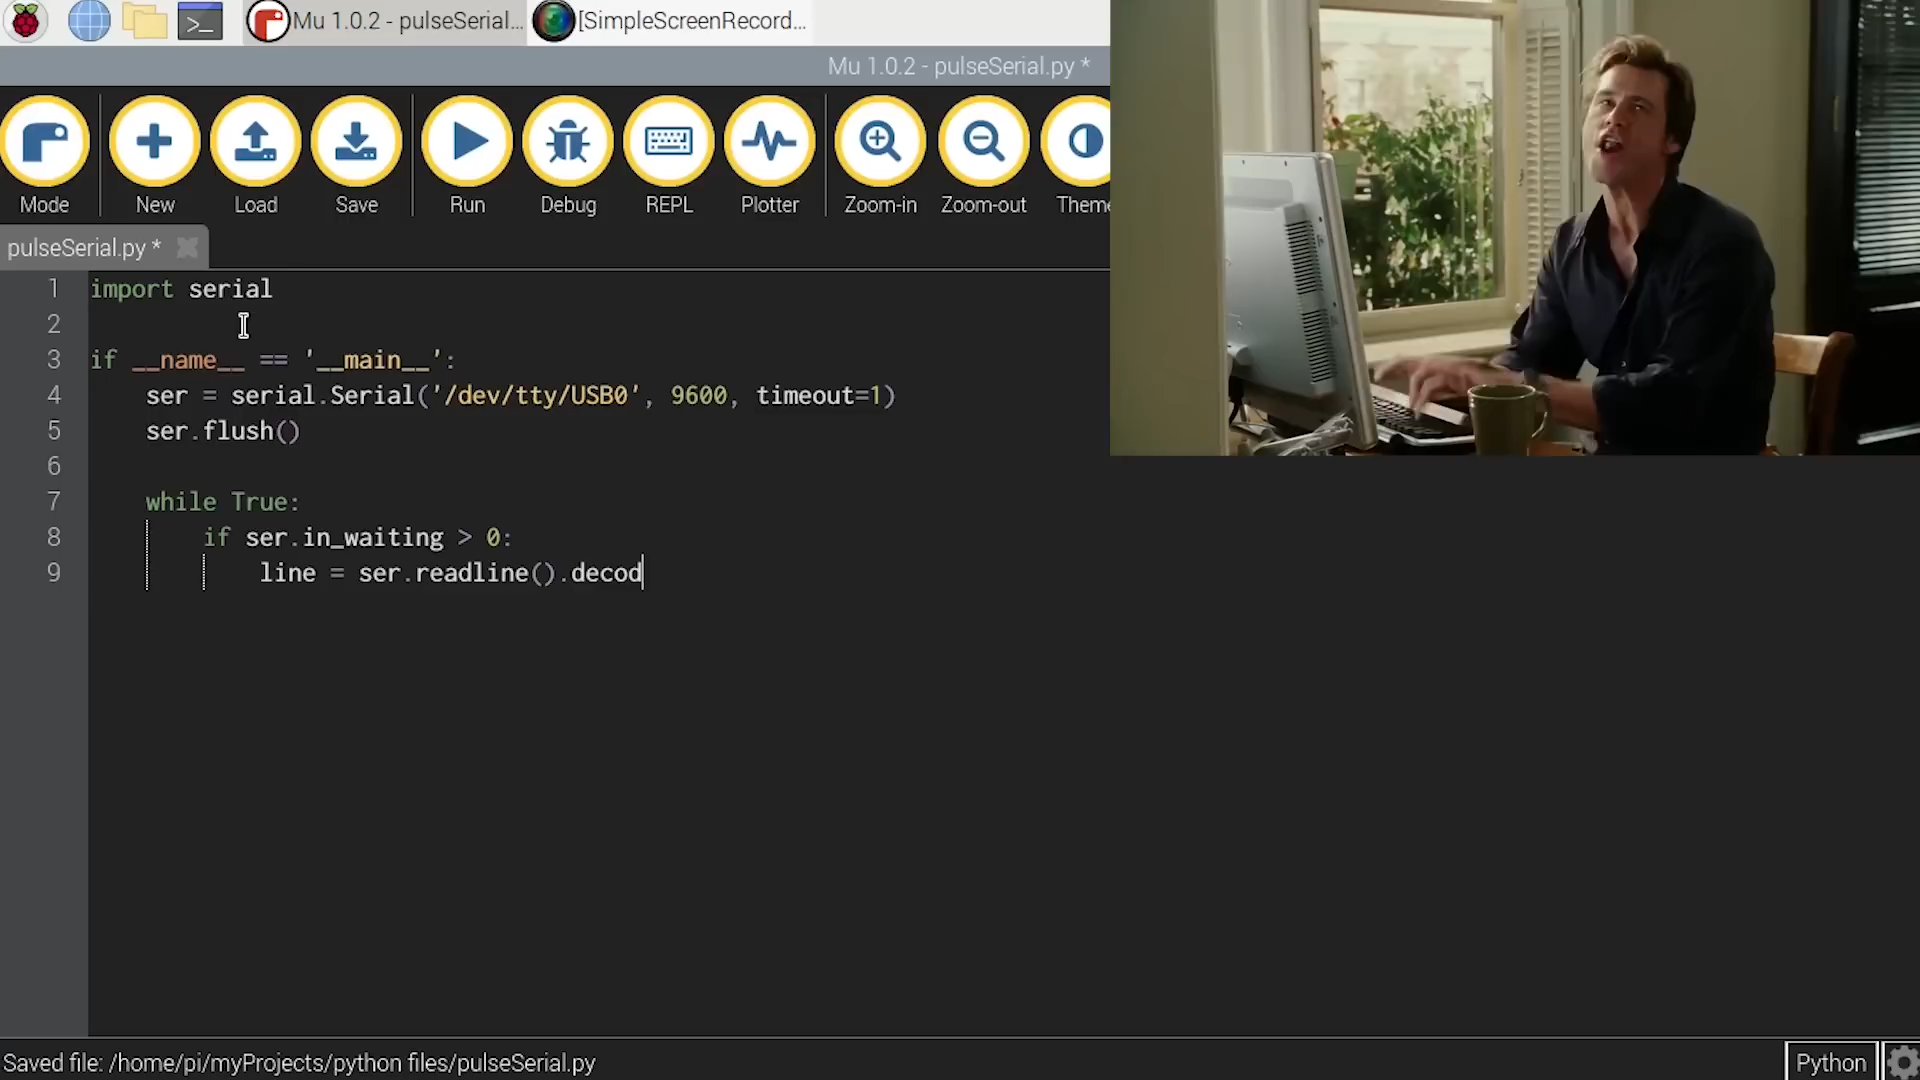 Mu 1.0.2 - pulseSerial... [SimpleScreenRecord...
Mu 1.0.2 - pulseSerial.py *
Mode New Load Save Run Debug REPL Plotter Zoom-in Zoom-out Theme
pulseSerial.py *
1 import serial
2
3 if __name__ == '__main__':
4 ser = serial.Serial('/dev/tty/USB0', 9600, timeout=1)
5 ser.flush()
6
7 while True:
8 if ser.in_waiting > 0:
9 line = ser.readline().decod
Saved file: /home/pi/myProjects/python files/pulseSerial.py
Python